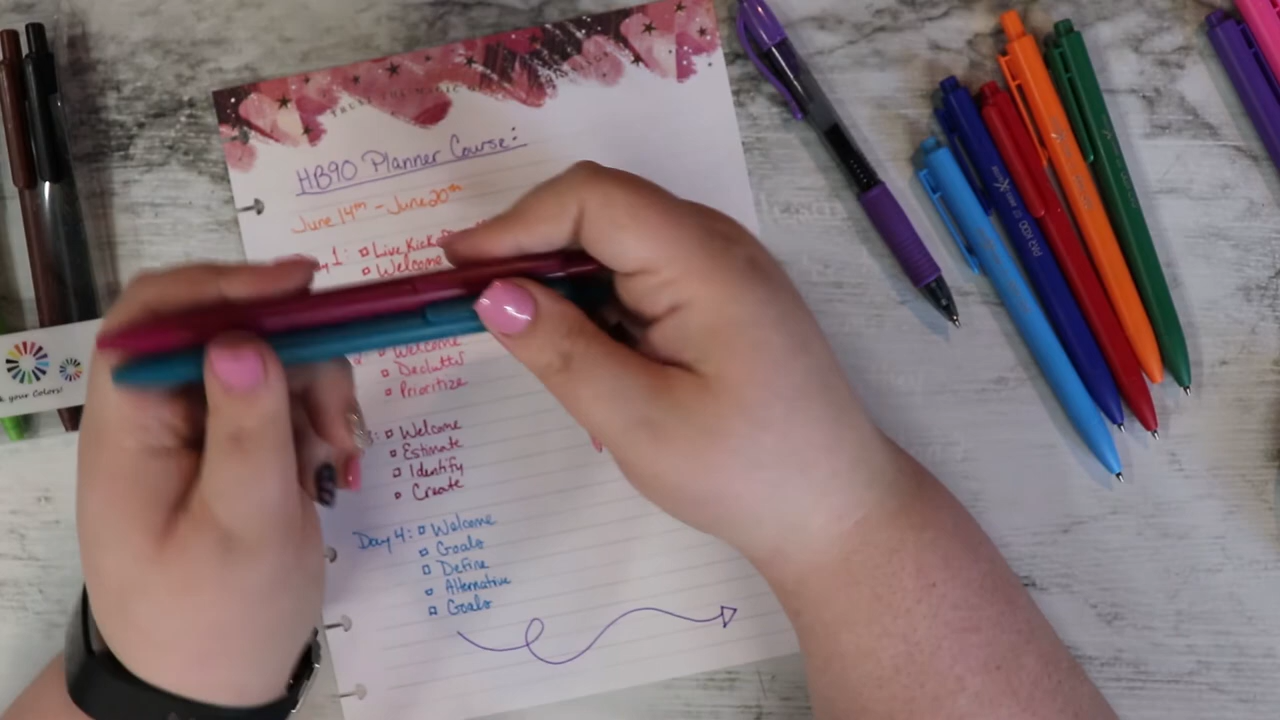 HB90 Planner Course:
June 14th - June 20th
1: Live Kick
Welcome
Welcome
Declutter
Prioritize
Welcome
Estimate
Identify
Create
Day 4: Welcome
Goals
Define
Alternative
Goals
your Colors!